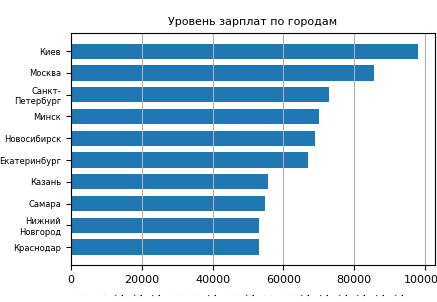 Уровень зарплат по городам
Киев
Москва
Санкт-
Петербург
Минск
Новосибирск
Екатеринбург
Казань
Самара
Нижний
Новгород
Краснодар
0 20000 40000 60000 80000 10000